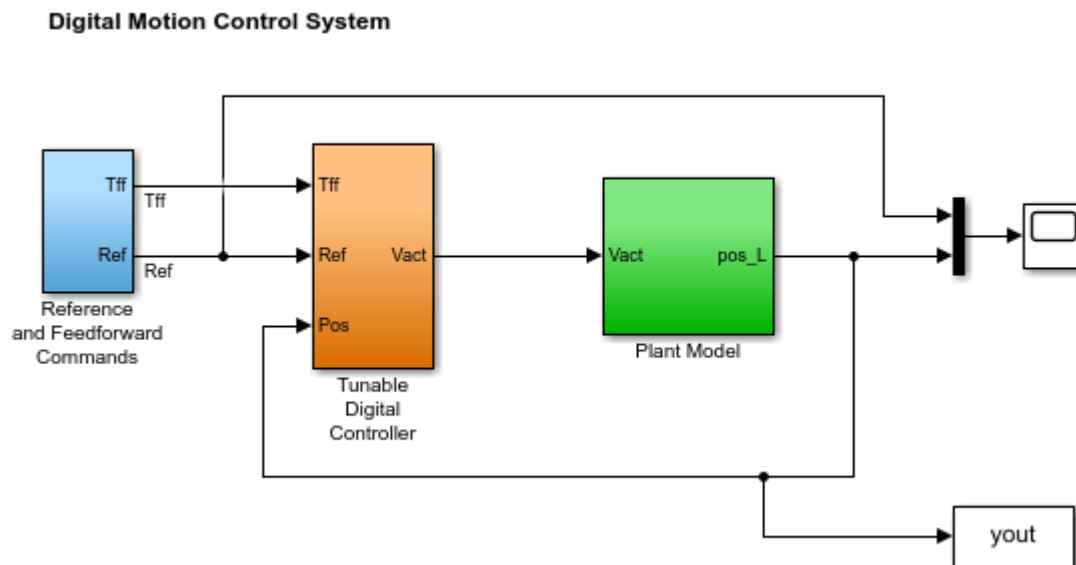 Digital Motion Control System
Tff
Tff
Ref
Ref
Reference
and Feedforward
Commands
Tff
Ref
Vact
Pos
Tunable
Digital
Controller
Vact
pos_L
Plant Model
yout